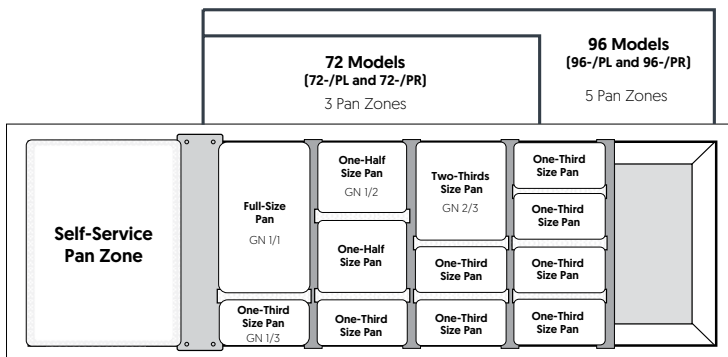 72 Models
(72-/PL and 72-/PR)
3 Pan Zones
96 Models
(96-/PL and 96-/PR)
5 Pan Zones
Self-Service
Pan Zone
Full-Size
Pan
GN 1/1
One-Third
Size Pan
GN 1/3
One-Half
Size Pan
GN 1/2
One-Half
Size Pan
One-Third
Size Pan
Two-Thirds
Size Pan
GN 2/3
One-Third
Size Pan
One-Third
Size Pan
One-Third
Size Pan
One-Third
Size Pan
One-Third
Size Pan
One-Third
Size Pan